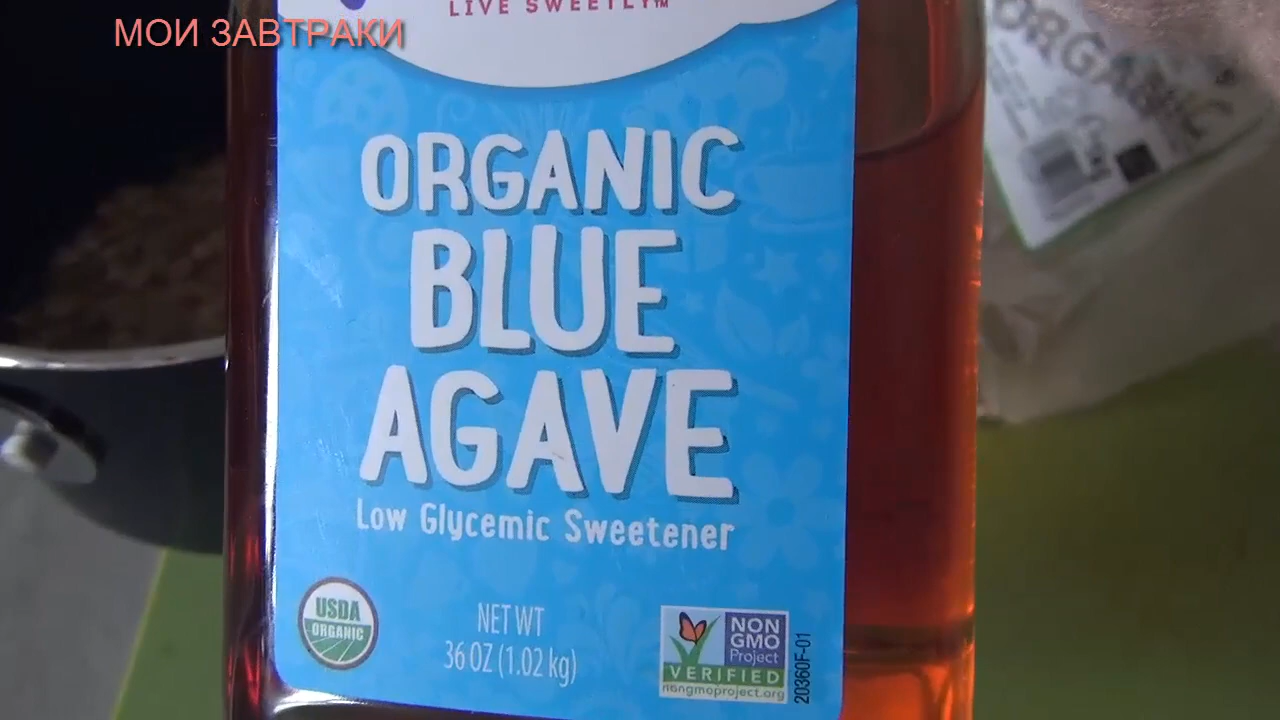 МОИ ЗАВТРАКИ
LIVE SWEETLY™
ORGANIC
BLUE
AGAVE
Low Glycemic Sweetener
USDA
ORGANIC
NET WT
36 OZ (1.02 kg)
NON
GMO
Project
VERIFIED
nongmoproject.org
20360F-01
ORGANIC